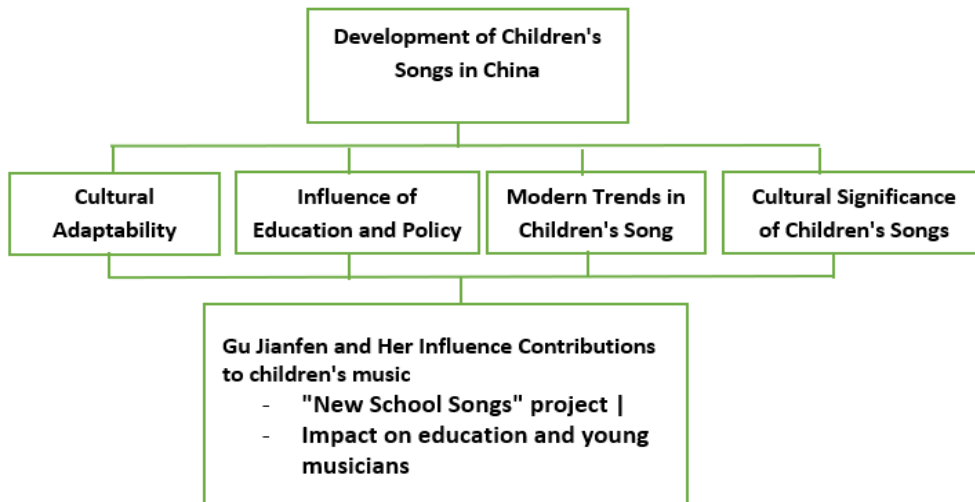 Development of Children's
Songs in China
Cultural
Adaptability
Influence of
Education and Policy
Modern Trends in
Children's Song
Cultural Significance
of Children's Songs
Gu Jianfen and Her Influence Contributions
to children's music
- "New School Songs" project |
- Impact on education and young
musicians